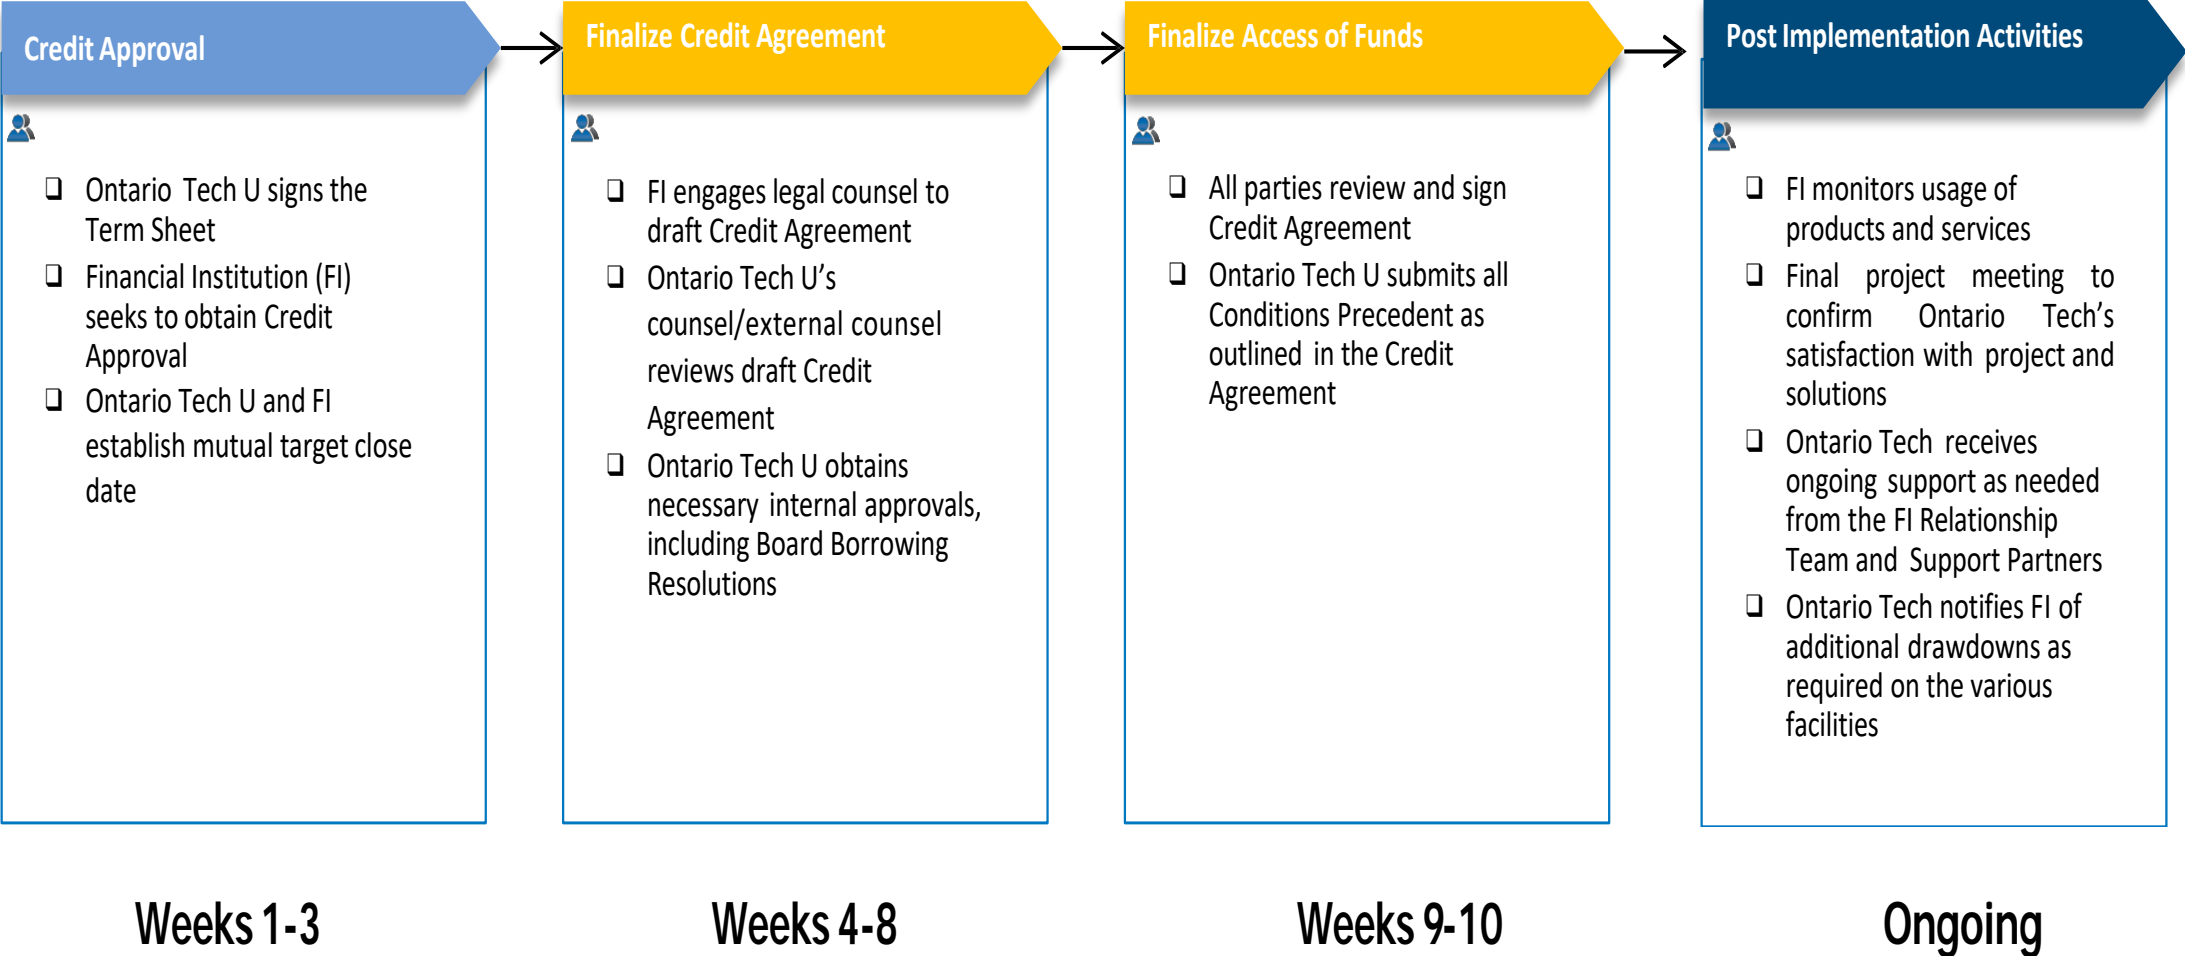 Credit Approval
❑ Ontario Tech U signs the
Term Sheet
❑ Financial Institution (FI)
seeks to obtain Credit
Approval
❑ Ontario Tech U and FI
establish mutual target close
date
Weeks 1-3
Finalize Credit Agreement
❑ FI engages legal counsel to
draft Credit Agreement
❑ Ontario Tech U’s
counsel/external counsel
reviews draft Credit
Agreement
❑ Ontario Tech U obtains
necessary internal approvals,
including Board Borrowing
Resolutions
Weeks 4-8
Finalize Access of Funds
❑ All parties review and sign
Credit Agreement
❑ Ontario Tech U submits all
Conditions Precedent as
outlined in the Credit
Agreement
Weeks 9-10
Post Implementation Activities
❑ FI monitors usage of
products and services
❑ Final project meeting to
confirm Ontario Tech’s
satisfaction with project and
solutions
❑ Ontario Tech receives
ongoing support as needed
from the FI Relationship
Team and Support Partners
❑ Ontario Tech notifies FI of
additional drawdowns as
required on the various
facilities
Ongoing